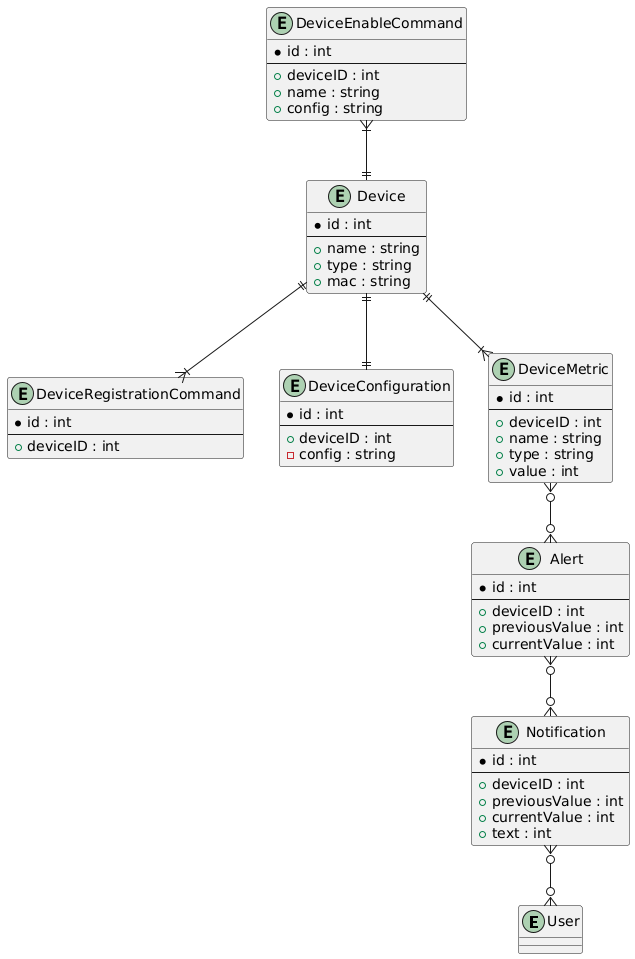 E DeviceEnableCommand
id : int
deviceID : int
name : string
config : string
E Device
id : int
name : string
type : string
mac : string
E DeviceRegistrationCommand
id : int
deviceID : int
E DeviceConfiguration
id : int
deviceID : int
config : string
E DeviceMetric
id : int
deviceID : int
name : string
type : string
value : int
E Alert
id : int
deviceID : int
previousValue : int
currentValue : int
E Notification
id : int
deviceID : int
previousValue : int
currentValue : int
text : int
E User